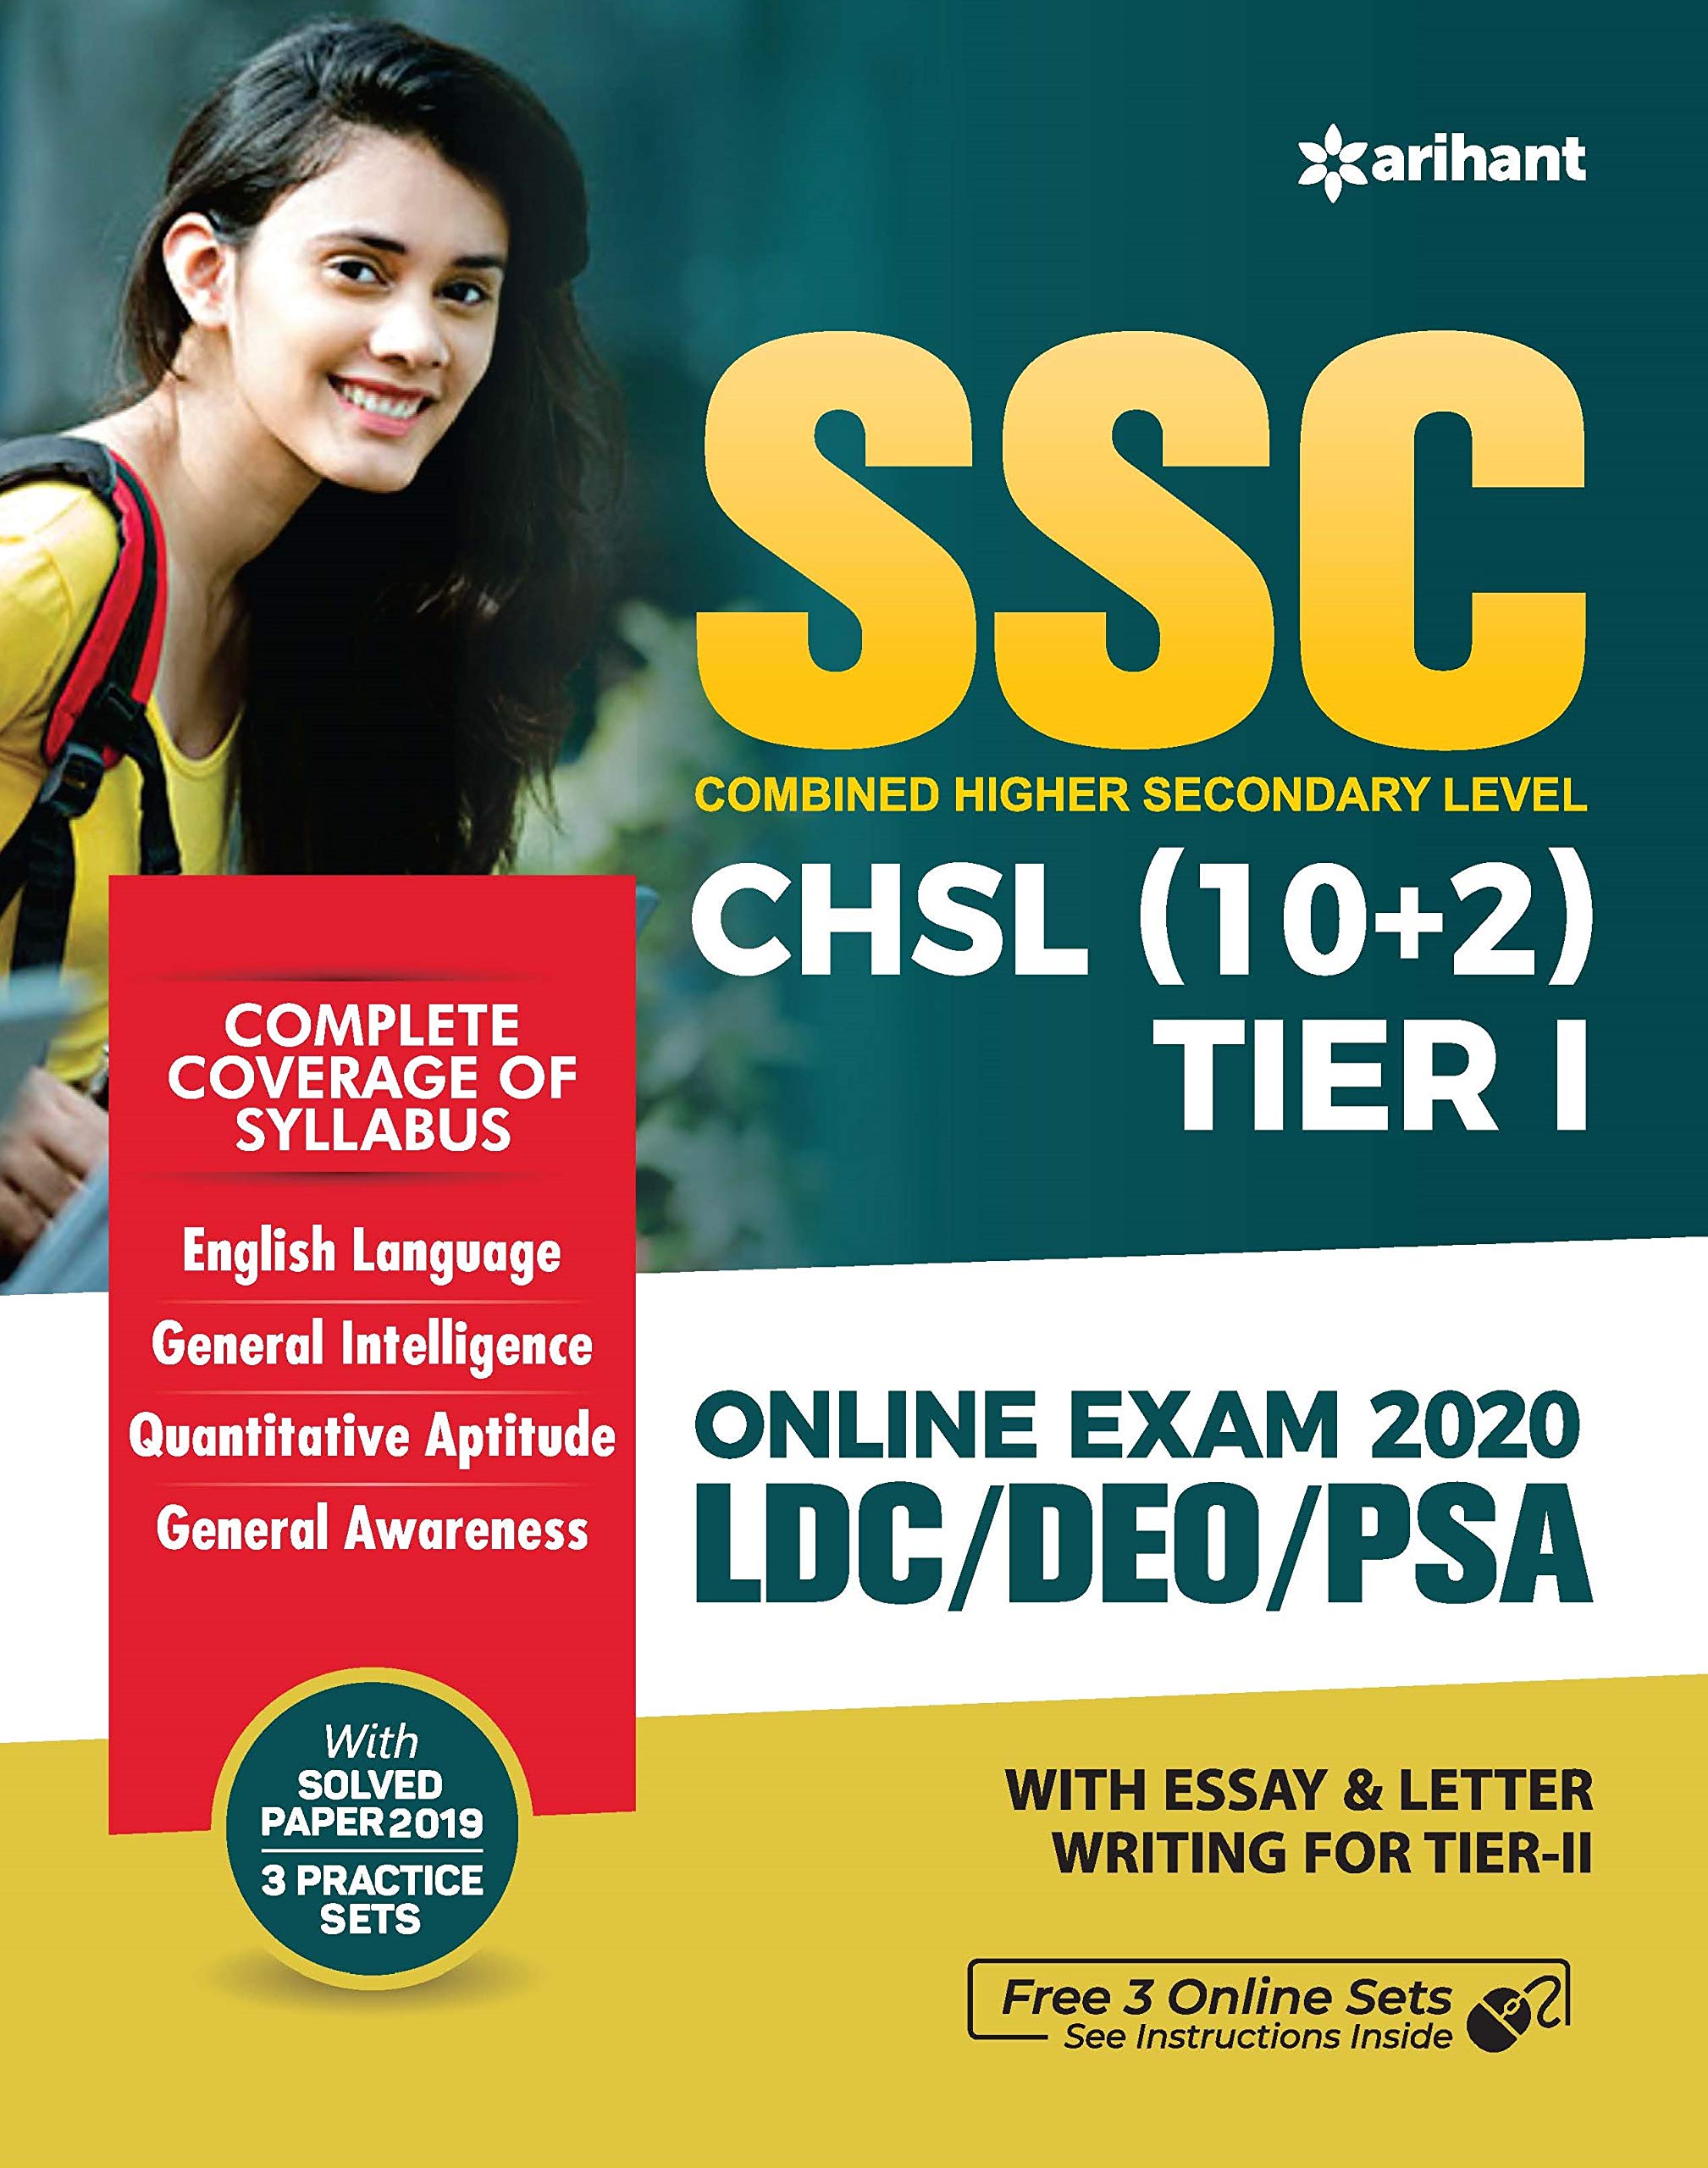 arihant
SSC
COMBINED HIGHER SECONDARY LEVEL
CHSL (10+2)
TIER I
COMPLETE
COVERAGE OF
SYLLABUS
English Language
General Intelligence
Quantitative Aptitude
General Awareness
ONLINE EXAM 2020
LDC/DEO/PSA
With
SOLVED
PAPER 2019
3 PRACTICE
SETS
WITH ESSAY & LETTER
WRITING FOR TIER-II
Free 3 Online Sets
See Instructions Inside